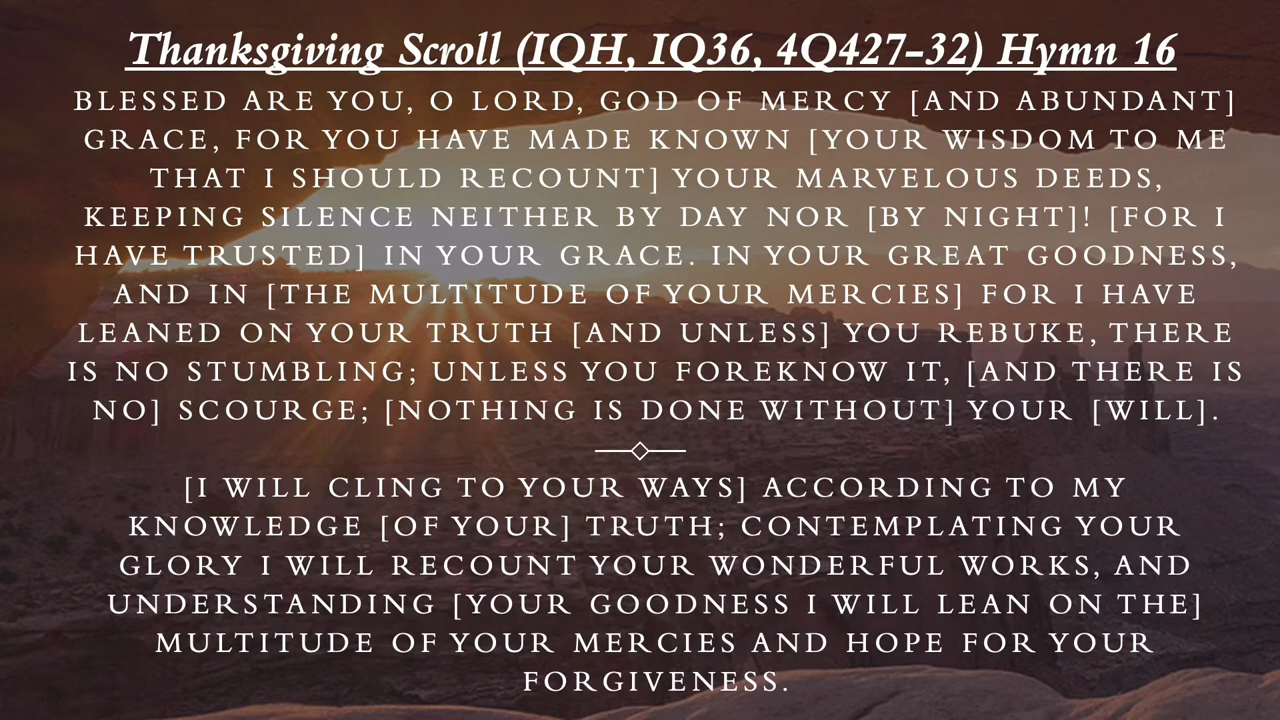 Thanksgiving Scroll (IQH, IQ36, 4Q427–32) Hymn 16
BLESSED ARE YOU, O LORD, GOD OF MERCY [AND ABUNDANT]
GRACE, FOR YOU HAVE MADE KNOWN [YOUR WISDOM TO ME
THAT I SHOULD RECOUNT] YOUR MARVELOUS DEEDS,
KEEPING SILENCE NEITHER BY DAY NOR [BY NIGHT]! [FOR I
HAVE TRUSTED] IN YOUR GRACE. IN YOUR GREAT GOODNESS,
AND IN [THE MULTITUDE OF YOUR MERCIES] FOR I HAVE
LEANED ON YOUR TRUTH [AND UNLESS] YOU REBUKE, THERE
IS NO STUMBLING; UNLESS YOU FOREKNOW IT, [AND THERE IS
NO] SCOURGE; [NOTHING IS DONE WITHOUT] YOUR [WILL].
[I WILL CLING TO YOUR WAYS] ACCORDING TO MY
KNOWLEDGE [OF YOUR] TRUTH; CONTEMPLATING YOUR
GLORY I WILL RECOUNT YOUR WONDERFUL WORKS, AND
UNDERSTANDING [YOUR GOODNESS I WILL LEAN ON THE]
MULTITUDE OF YOUR MERCIES AND HOPE FOR YOUR
FORGIVENESS.